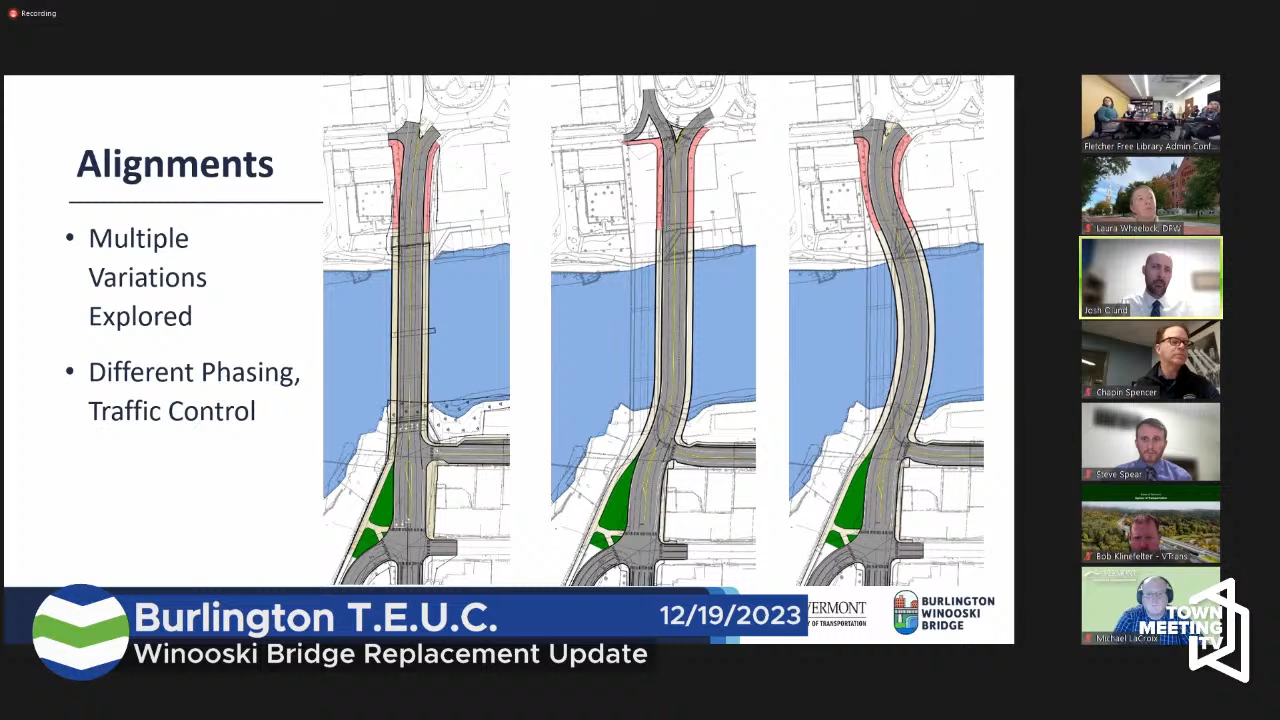 Recording
Alignments
• Multiple
Variations
Explored
• Different Phasing,
Traffic Control
Fletcher Free Library Admin Conf...
Laura Wheelock, DPW
Josh Olund
Chapin Spencer
Steve Spear
Bob Klinefelter - VTrans
Michael LaCroix
Burlington T.E.U.C.
12/19/2023
Winooski Bridge Replacement Update
VERMONT
Y OF TRANSPORTATION
BURLINGTON
WINOOSKI
BRIDGE
TOWN
MEETING
TV